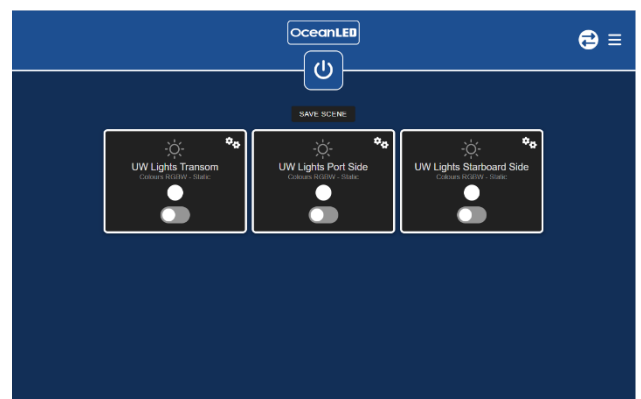 OceanLED
SAVE SCENE
UW Lights Transom
Colours RGBW - Static
UW Lights Port Side
Colours RGBW - Static
UW Lights Starboard Side
Colours RGBW - Static